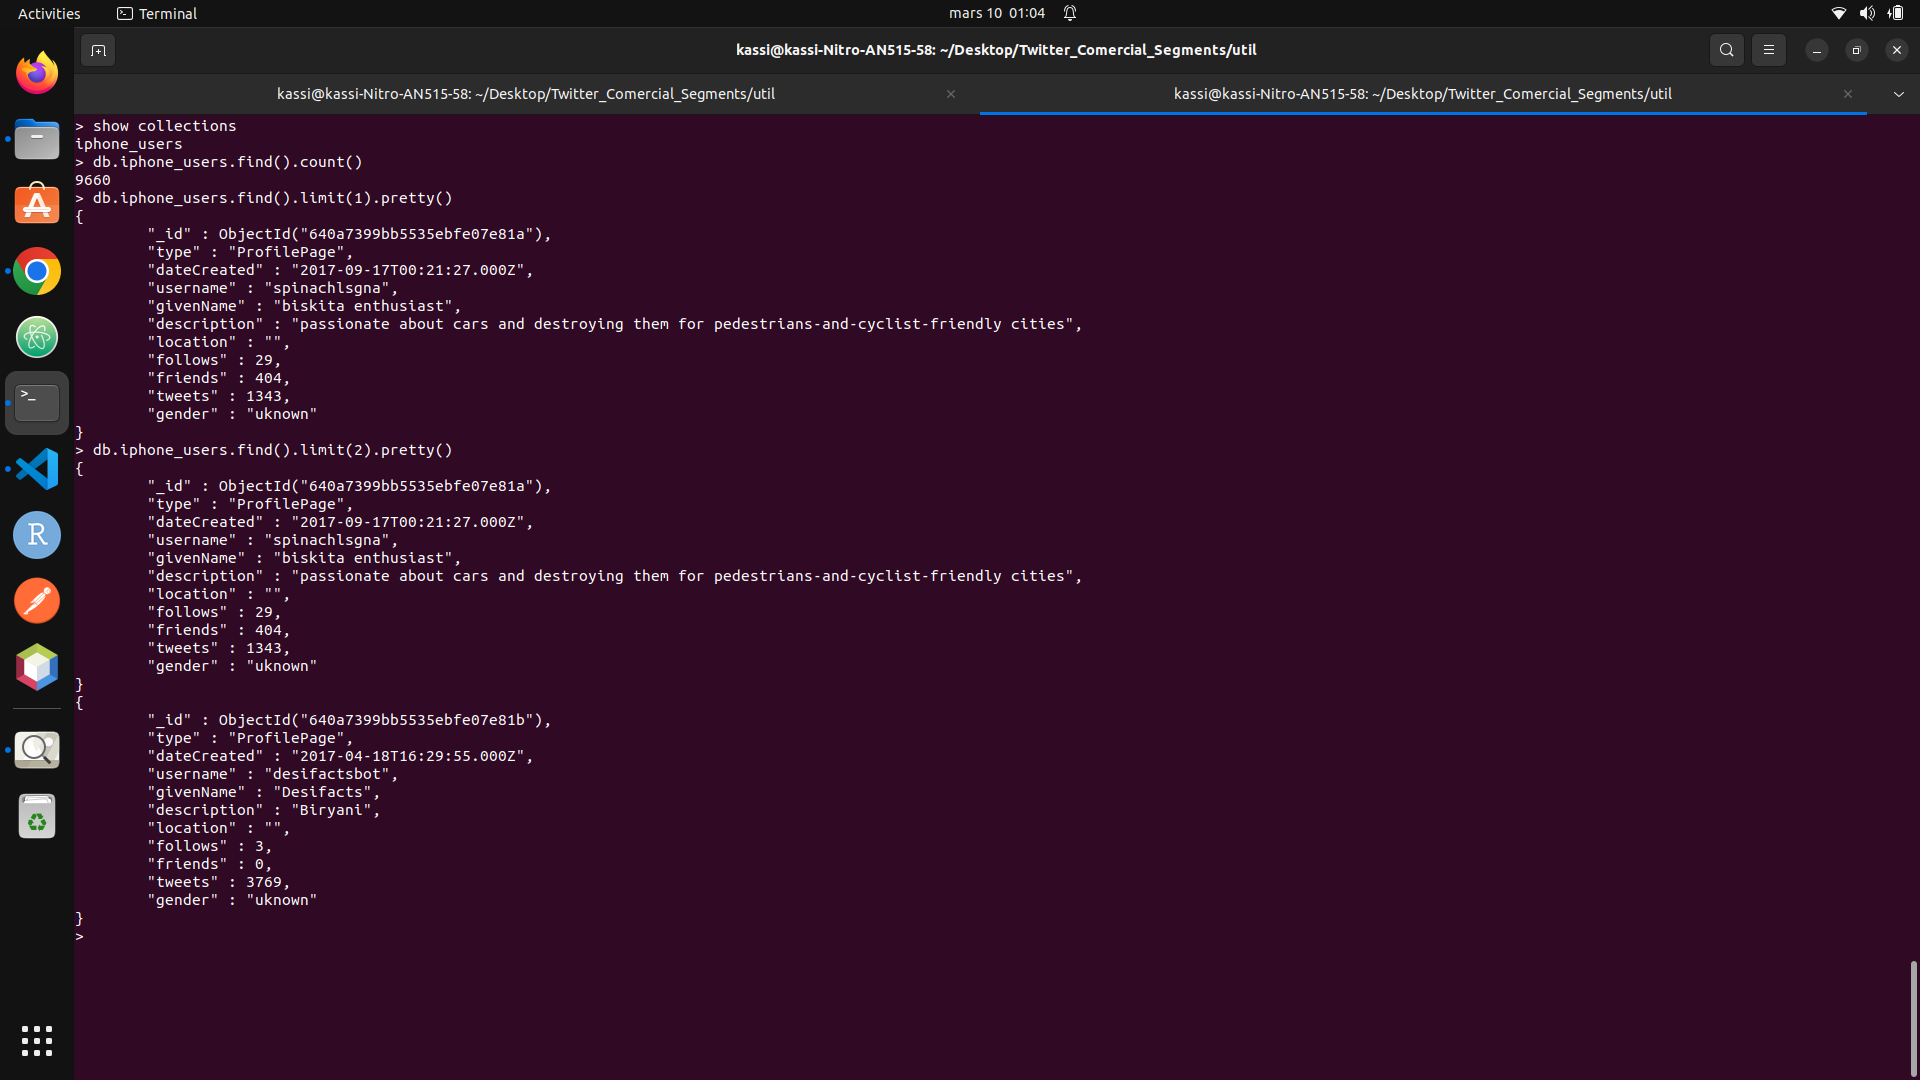 Activities
Terminal
mars 10 01:04
kassi@kassi-Nitro-AN515-58: ~/Desktop/Twitter_Comercial_Segments/util
kassi@kassi-Nitro-AN515-58: ~/Desktop/Twitter_Comercial_Segments/util
kassi@kassi-Nitro-AN515-58: ~/Desktop/Twitter_Comercial_Segments/util
> show collections
iphone_users
> db.iphone_users.find().count()
9660
> db.iphone_users.find().limit(1).pretty()
{
"_id" : ObjectId("640a7399bb5535ebfe07e81a"),
"type" : "ProfilePage",
"dateCreated" : "2017-09-17T00:21:27.000Z",
"username" : "spinachlsgna",
"givenName" : "biskita enthusiast",
"description" : "passionate about cars and destroying them for pedestrians-and-cyclist-friendly cities",
"location" : "",
"follows" : 29,
"friends" : 404,
"tweets" : 1343,
"gender" : "uknown"
}
> db.iphone_users.find().limit(2).pretty()
{
"_id" : ObjectId("640a7399bb5535ebfe07e81a"),
"type" : "ProfilePage",
"dateCreated" : "2017-09-17T00:21:27.000Z",
"username" : "spinachlsgna",
"givenName" : "biskita enthusiast",
"description" : "passionate about cars and destroying them for pedestrians-and-cyclist-friendly cities",
"location" : "",
"follows" : 29,
"friends" : 404,
"tweets" : 1343,
"gender" : "uknown"
}
{
"_id" : ObjectId("640a7399bb5535ebfe07e81b"),
"type" : "ProfilePage",
"dateCreated" : "2017-04-18T16:29:55.000Z",
"username" : "desifactsbot",
"givenName" : "Desifacts",
"description" : "Biryani",
"location" : "",
"follows" : 3,
"friends" : 0,
"tweets" : 3769,
"gender" : "uknown"
}
>